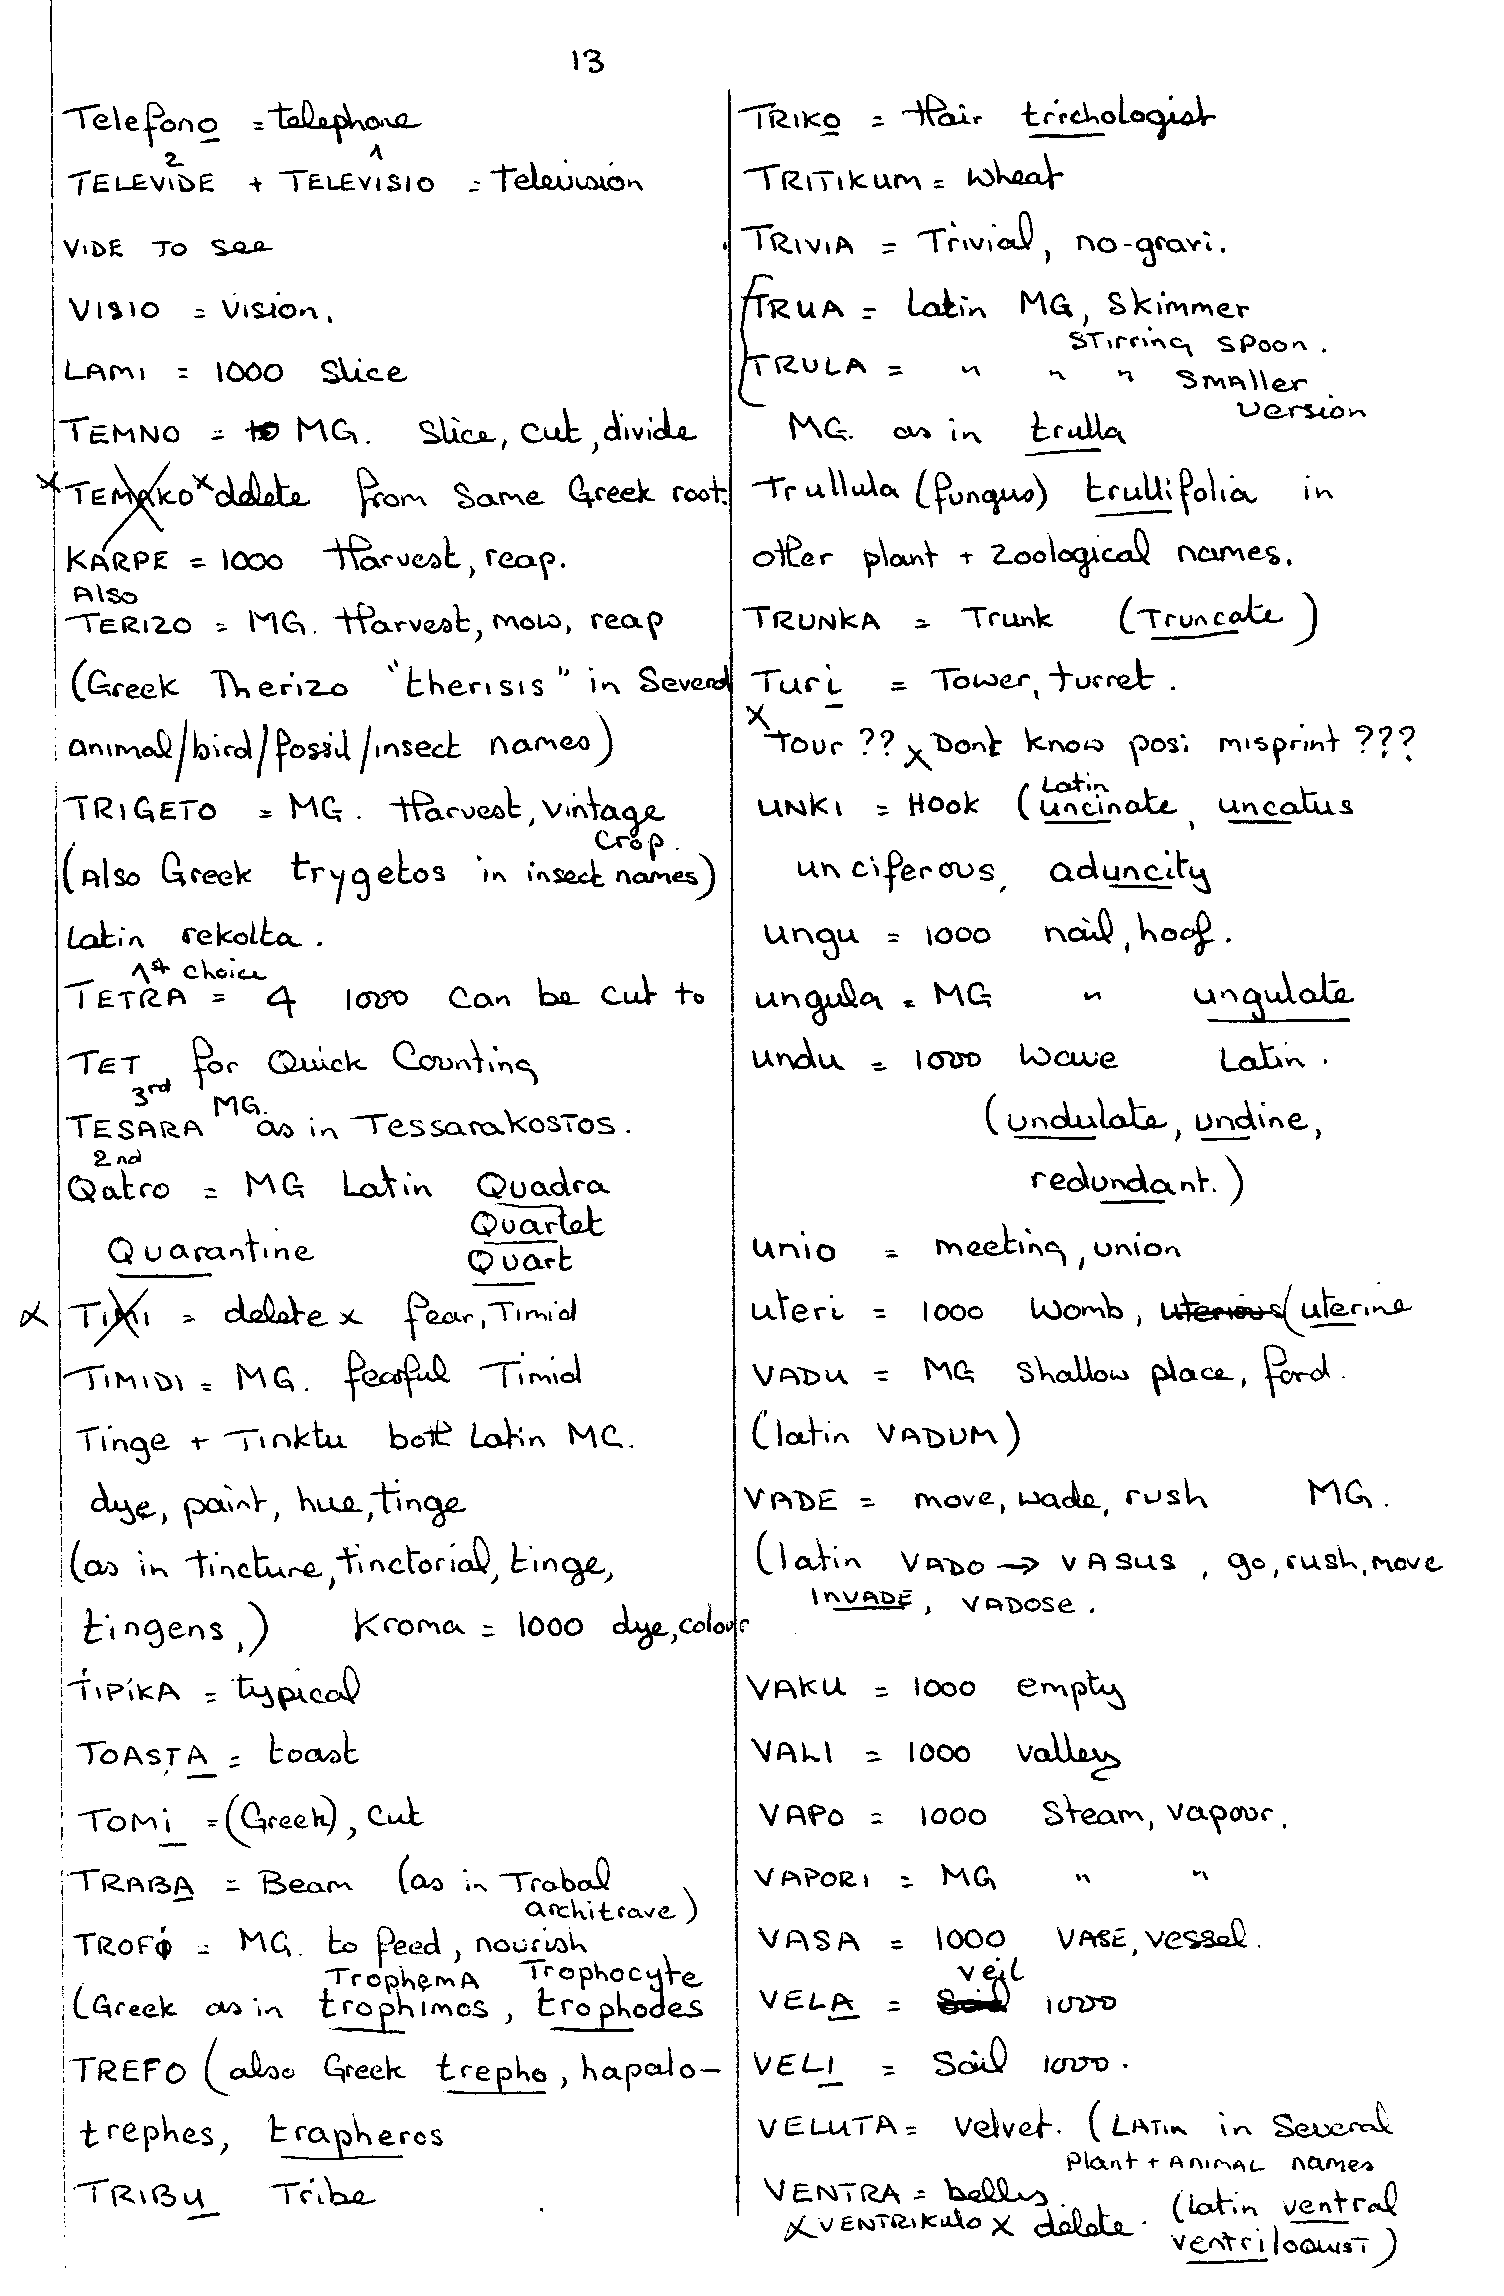 13
Telefono = telephone
2 1
TELEVIDE + TELEVISIO = Television
VIDE TO see
VISIO = Vision.
LAMI = 1000 Slice
TEMNO = to MG. Slice, cut, divide
x TEMAKO x delete from Same Greek root.
KARPE = 1000 Harvest, reap.
Also
TERIZO = MG. Harvest, mow, reap
(Greek Therizo "therisis" in Several
animal/bird/fossil/insect names)
TRIGETO = MG. Harvest, vintage
crop.
(Also Greek trygetos in insect names)
Latin rekolta.
1st choice
TETRA = 4 1000 can be cut to
TET for Quick Counting
3rd MG.
TESARA as in Tessarakostos.
2nd
Qatro = MG Latin Quadra
Quartet
Quarantine Quart
x TIMI = delete x fear, Timid
TIMIDI = MG. fearful Timid
Tinge + Tinktu both Latin MG.
dye, paint, hue, tinge
(as in tincture, tinctorial, tinge,
tingens,) Kroma = 1000 dye, colour
TIPIKA = typical
TOASTA = toast
TOMi = (Greek), cut
TRABA = Beam (as in Trabal
architrave)
TROFO = MG. to feed, nourish
TrophemA Trophocyte
(Greek as in trophimos, trophodes
TREFO (also Greek trepho, hapalo-
trephes, trapheros
TRIBU Tribe
TRIKO = Hair trichologist
TRITIKUM = wheat
TRIVIA = Trivial, no-gravi.
TRUA = Latin MG, Skimmer
Stirring spoon.
TRULA = " " " smaller
version
MG. as in trulla
Trullula (fungus) trullifolia in
other plant + zoological names.
TRUNKA = Trunk (Truncate)
Turi = Tower, turret.
x Tour ?? x Dont know posi misprint ???
Latin
UNKI = Hook (uncinate, uncatus
unciferous, aduncity
ungu = 1000 nail, hoof.
ungula = MG " ungulate
undu = 1000 wave Latin.
(undulate, undine,
redundant.)
unio = meeting, union
uteri = 1000 womb, uterious (uterine
VADU = MG shallow place, ford.
(latin VADUM)
VADE = move, wade, rush MG.
(latin VADO → VASUS, go, rush, move
INVADE, VADOSE.
VAKU = 1000 empty
VALI = 1000 valley
VAPO = 1000 Steam, vapour.
VAPORI = MG " "
VASA = 1000 VASE, vessel.
veil
VELA = Sail 1000
VELI = Sail 1000.
VELUTA = velvet. (Latin in Several
plant + ANIMAL names
VENTRA = belly. (Latin ventral
x VENTRIKULO x delete. ventriloquist)